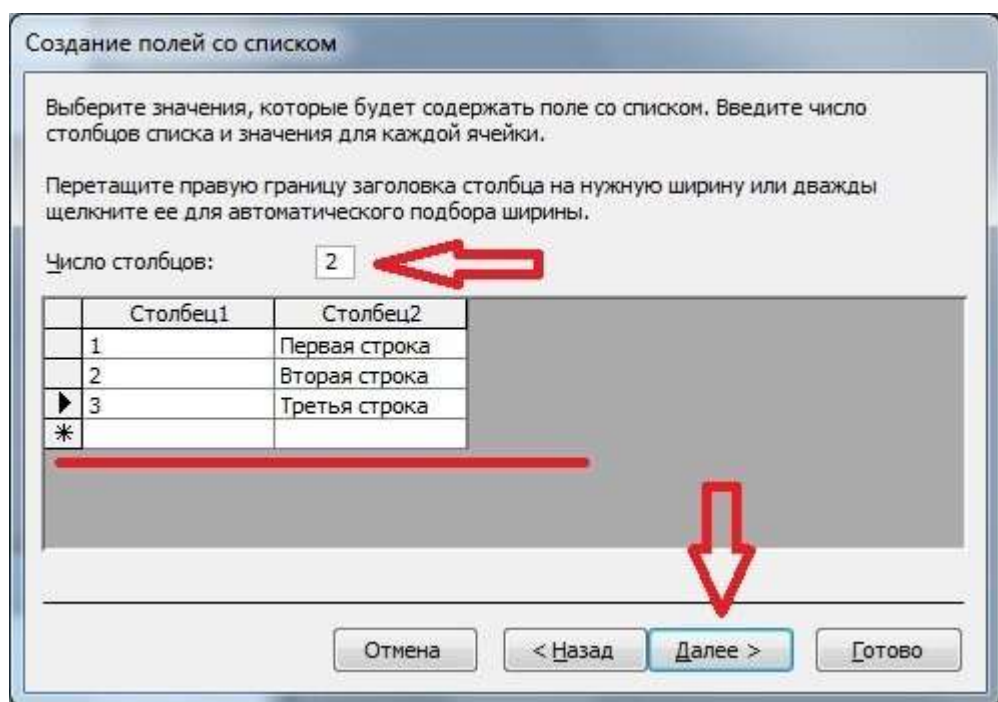 Создание полей со списком
Выберите значения, которые будет содержать поле со списком. Введите число
столбцов списка и значения для каждой ячейки.
Перетащите правую границу заголовка столбца на нужную ширину или дважды
щелкните ее для автоматического подбора ширины.
Число столбцов: 2
Столбец1 Столбец2
1 Первая строка
2 Вторая строка
3 Третья строка
Отмена < Назад Далее > Готово